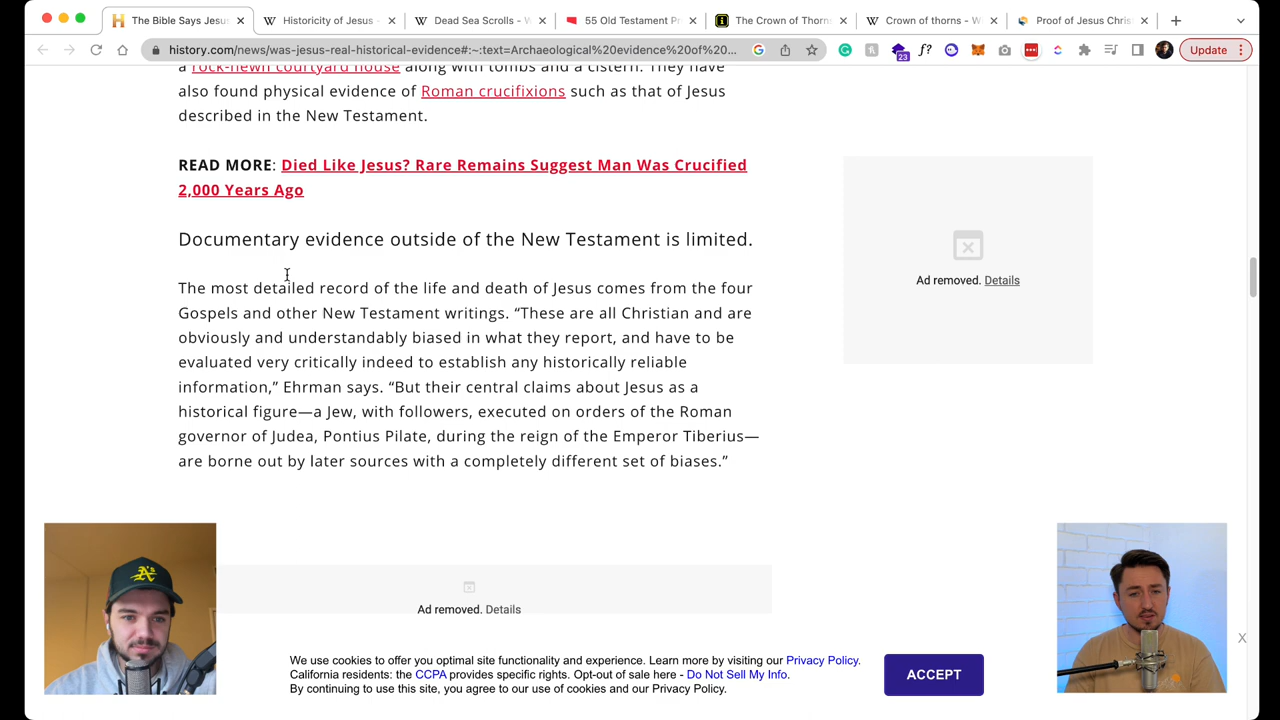 The Bible Says Jesus
Historicity of Jesus -
Dead Sea Scrolls - W
55 Old Testament Pr
The Crown of Thorn
Crown of thorns - W
Proof of Jesus Chris
history.com/news/was-jesus-real-historical-evidence#:~:text=Archaeological%20evidence%20of%20...
23
f?
Update
a rock-hewn courtyard house along with tombs and a cistern. They have
also found physical evidence of Roman crucifixions such as that of Jesus
described in the New Testament.
READ MORE: Died Like Jesus? Rare Remains Suggest Man Was Crucified
2,000 Years Ago
Documentary evidence outside of the New Testament is limited.
The most detailed record of the life and death of Jesus comes from the four
Gospels and other New Testament writings. “These are all Christian and are
obviously and understandably biased in what they report, and have to be
evaluated very critically indeed to establish any historically reliable
information,” Ehrman says. “But their central claims about Jesus as a
historical figure—a Jew, with followers, executed on orders of the Roman
governor of Judea, Pontius Pilate, during the reign of the Emperor Tiberius—
are borne out by later sources with a completely different set of biases.”
Ad removed. Details
Ad removed. Details
A's
We use cookies to offer you optimal site functionality and experience. Learn more by visiting our Privacy Policy.
California residents: the CCPA provides specific rights. Opt-out of sale here - Do Not Sell My Info.
By continuing to use this site, you agree to our use of cookies and our Privacy Policy.
ACCEPT
X